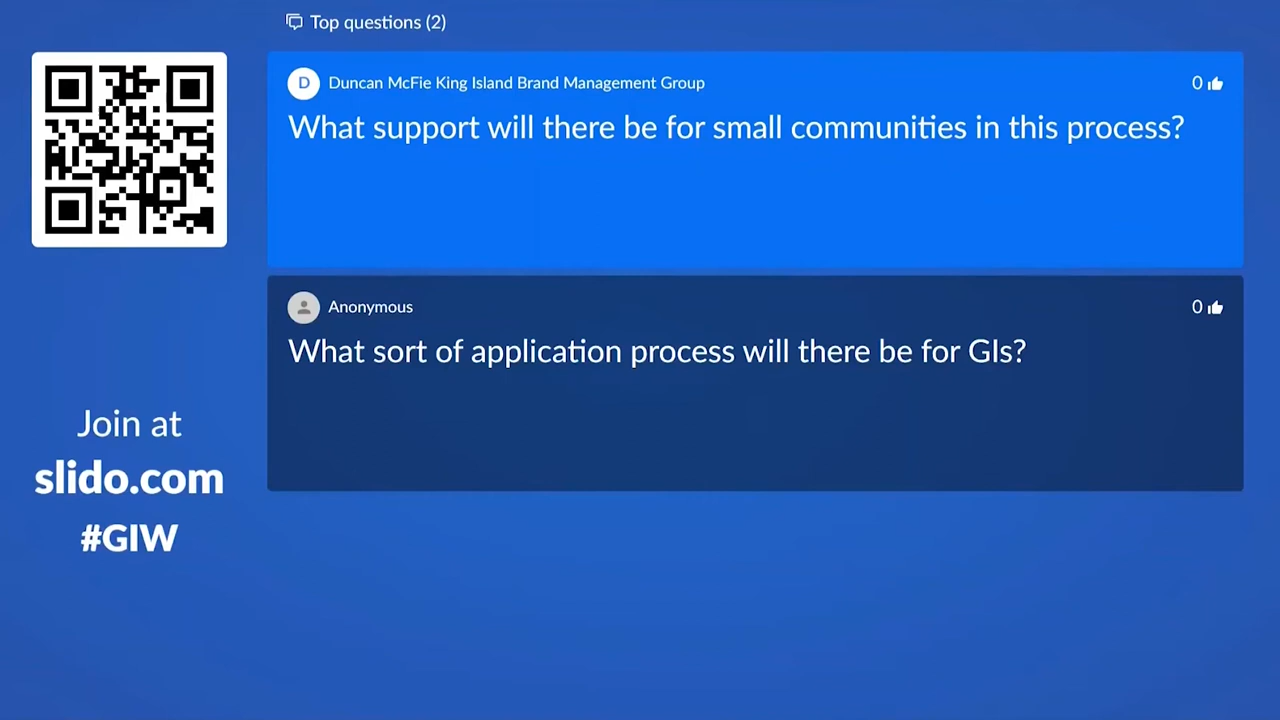 Top questions (2)
D
Duncan McFie King Island Brand Management Group
0
What support will there be for small communities in this process?
Anonymous
0
What sort of application process will there be for GIs?
Join at
slido.com
#GIW